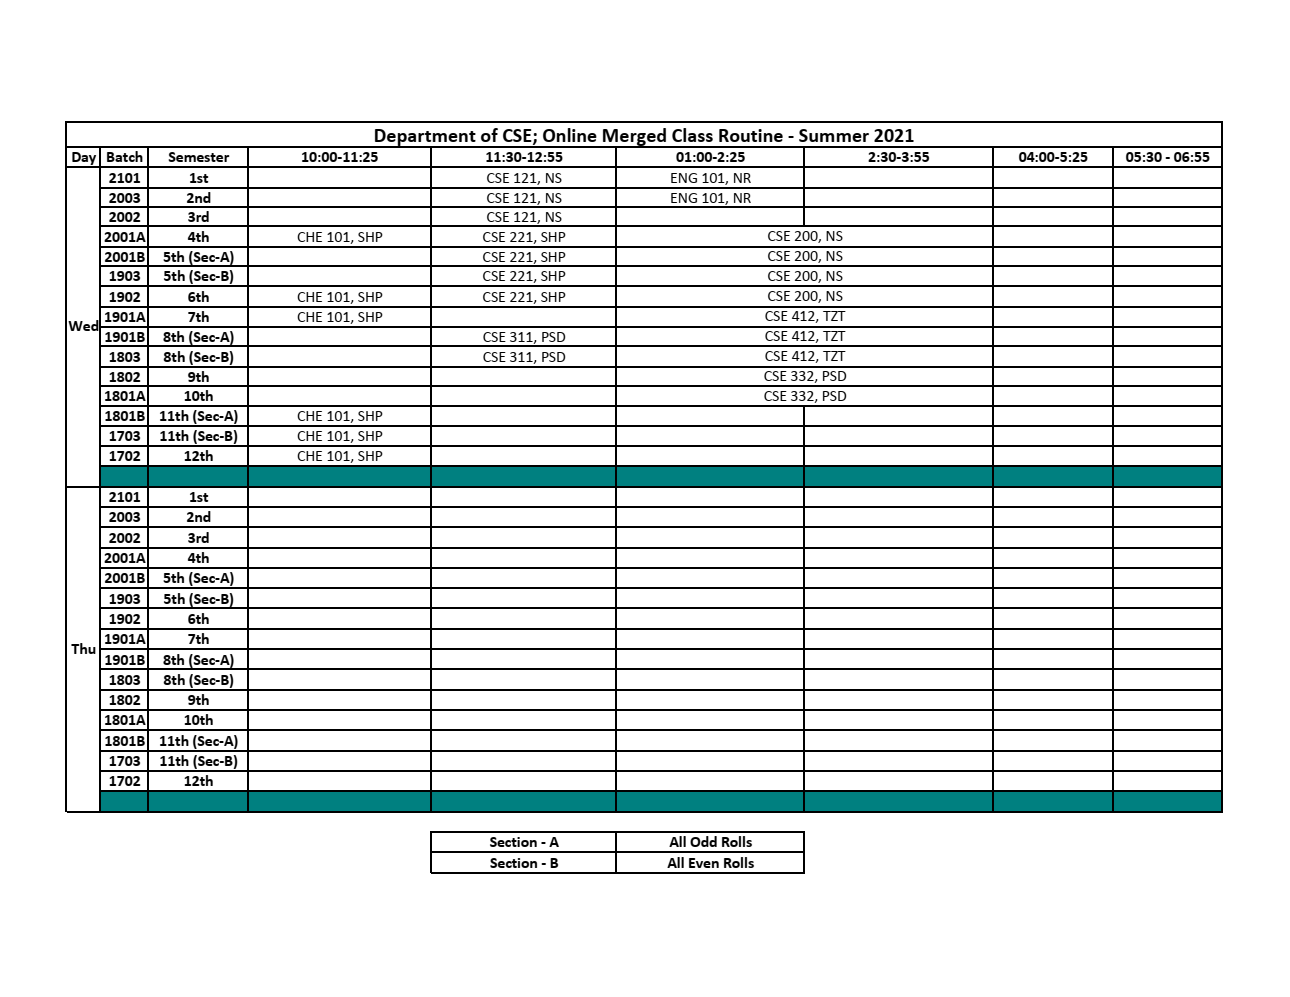 Department of CSE; Online Merged Class Routine - Summer 2021
Day Batch Semester 10:00-11:25 11:30-12:55 01:00-2:25 2:30-3:55 04:00-5:25 05:30 - 06:55
2101 1st CSE 121, NS ENG 101, NR
2003 2nd CSE 121, NS ENG 101, NR
2002 3rd CSE 121, NS
2001A 4th CHE 101, SHP CSE 221, SHP CSE 200, NS
2001B 5th (Sec-A) CSE 221, SHP CSE 200, NS
1903 5th (Sec-B) CSE 221, SHP CSE 200, NS
1902 6th CHE 101, SHP CSE 221, SHP CSE 200, NS
1901A 7th CHE 101, SHP CSE 412, TZT
Wed
1901B 8th (Sec-A) CSE 311, PSD CSE 412, TZT
1803 8th (Sec-B) CSE 311, PSD CSE 412, TZT
1802 9th CSE 332, PSD
1801A 10th CSE 332, PSD
1801B 11th (Sec-A) CHE 101, SHP
1703 11th (Sec-B) CHE 101, SHP
1702 12th CHE 101, SHP
2101 1st
2003 2nd
2002 3rd
2001A 4th
2001B 5th (Sec-A)
1903 5th (Sec-B)
1902 6th
1901A 7th
Thu
1901B 8th (Sec-A)
1803 8th (Sec-B)
1802 9th
1801A 10th
1801B 11th (Sec-A)
1703 11th (Sec-B)
1702 12th
Section - A All Odd Rolls
Section - B All Even Rolls